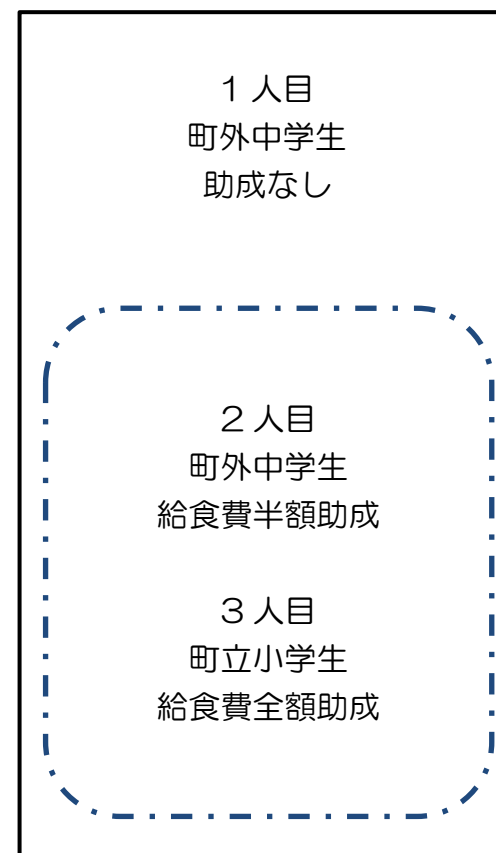 １人目
町外中学生
助成なし
２人目
町外中学生
給食費半額助成
３人目
町立小学生
給食費全額助成